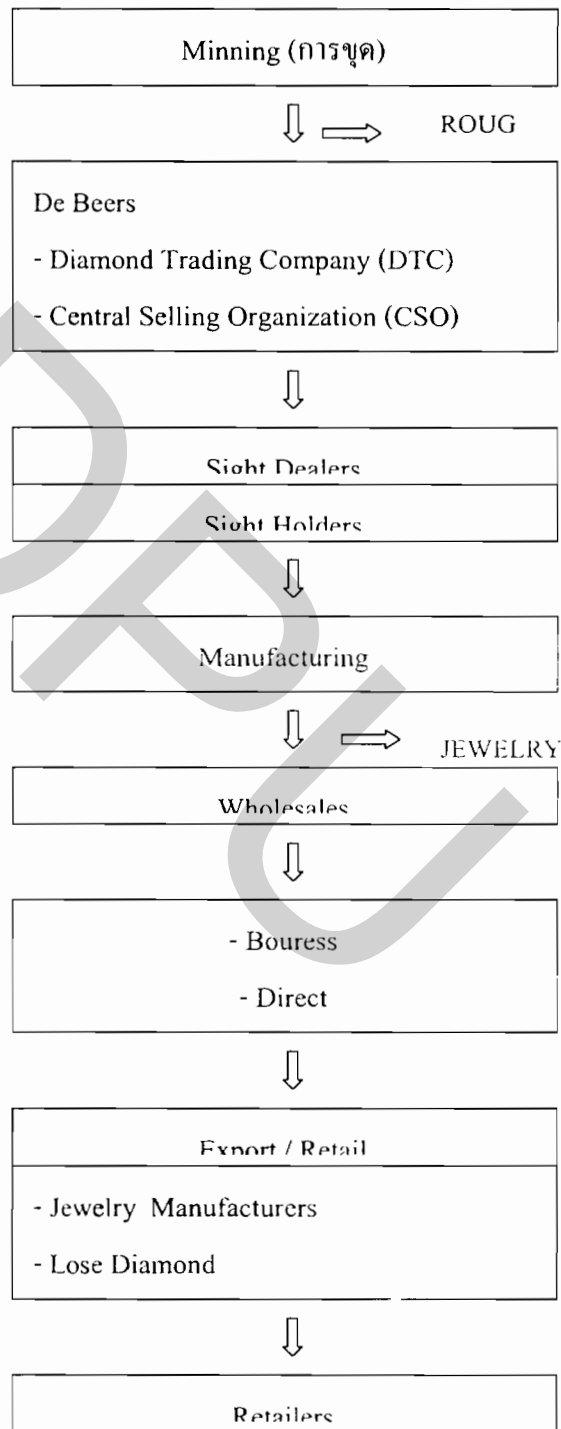 Minning (การขุด)
ROUG
De Beers
- Diamond Trading Company (DTC)
- Central Selling Organization (CSO)
Sight Dealers
Sight Holders
Manufacturing
JEWELRY
Wholesales
- Bouress
- Direct
Export / Retail
- Jewelry Manufacturers
- Lose Diamond
Retailers
DPU